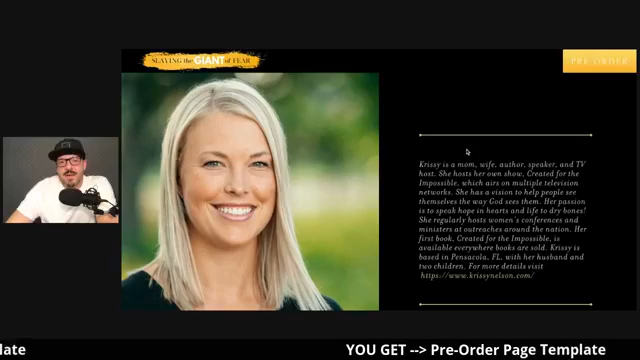 SLAYING the GIANT of FEAR
PRE-ORDER
Krissy is a mom, wife, author, speaker, and TV
host. She hosts her own show, Created for the
Impossible, which airs on multiple television
networks. She has a vision to help people see
themselves the way God sees them. Her passion
is to speak hope in hearts and life to dry bones!
She regularly hosts women's conferences and
ministers at outreaches around the nation. Her
first book, Created for the Impossible, is
available everywhere books are sold. Krissy is
based in Pensacola, FL, with her husband and
two children. For more details visit
https://www.krissynelson.com/
late
YOU GET --> Pre-Order Page Template